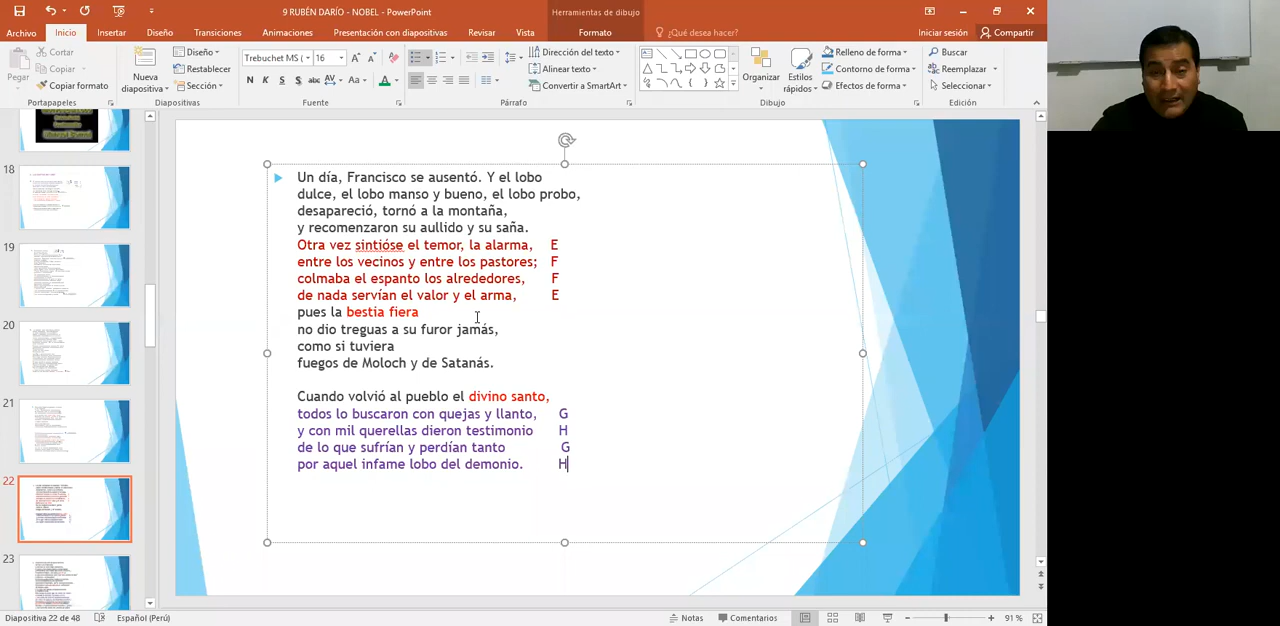 9 RUBÉN DARÍO - NOBEL - PowerPoint
Herramientas de dibujo
Archivo Inicio Insertar Diseño Transiciones Animaciones Presentación con diapositivas Revisar Vista Formato ¿Qué desea hacer? Iniciar sesión Compartir
Pegar
Cortar
Copiar
Copiar formato
Portapapeles
Nueva diapositiva
Diseño
Restablecer
Sección
Diapositivas
Trebuchet MS ( 16
N K S S abc AV Aa A
Fuente
Dirección del texto
Alinear texto
Convertir a SmartArt
Párrafo
Organizar
Estilos rápidos
Relleno de forma
Contorno de forma
Efectos de forma
Dibujo
Buscar
Reemplazar
Seleccionar
Edición
18
19
20
21
22
23
Un día, Francisco se ausentó. Y el lobo
dulce, el lobo manso y bueno, el lobo probo,
desapareció, tornó a la montaña,
y recomenzaron su aullido y su saña.
Otra vez sintióse el temor, la alarma, E
entre los vecinos y entre los pastores; F
colmaba el espanto los alrededores, F
de nada servían el valor y el arma, E
pues la bestia fiera
no dio treguas a su furor jamás,
como si tuviera
fuegos de Moloch y de Satanás.
Cuando volvió al pueblo el divino santo,
todos lo buscaron con quejas y llanto, G
y con mil querellas dieron testimonio H
de lo que sufrían y perdían tanto G
por aquel infame lobo del demonio. H
Diapositiva 22 de 48 Español (Perú) Notas Comentarios 91 %